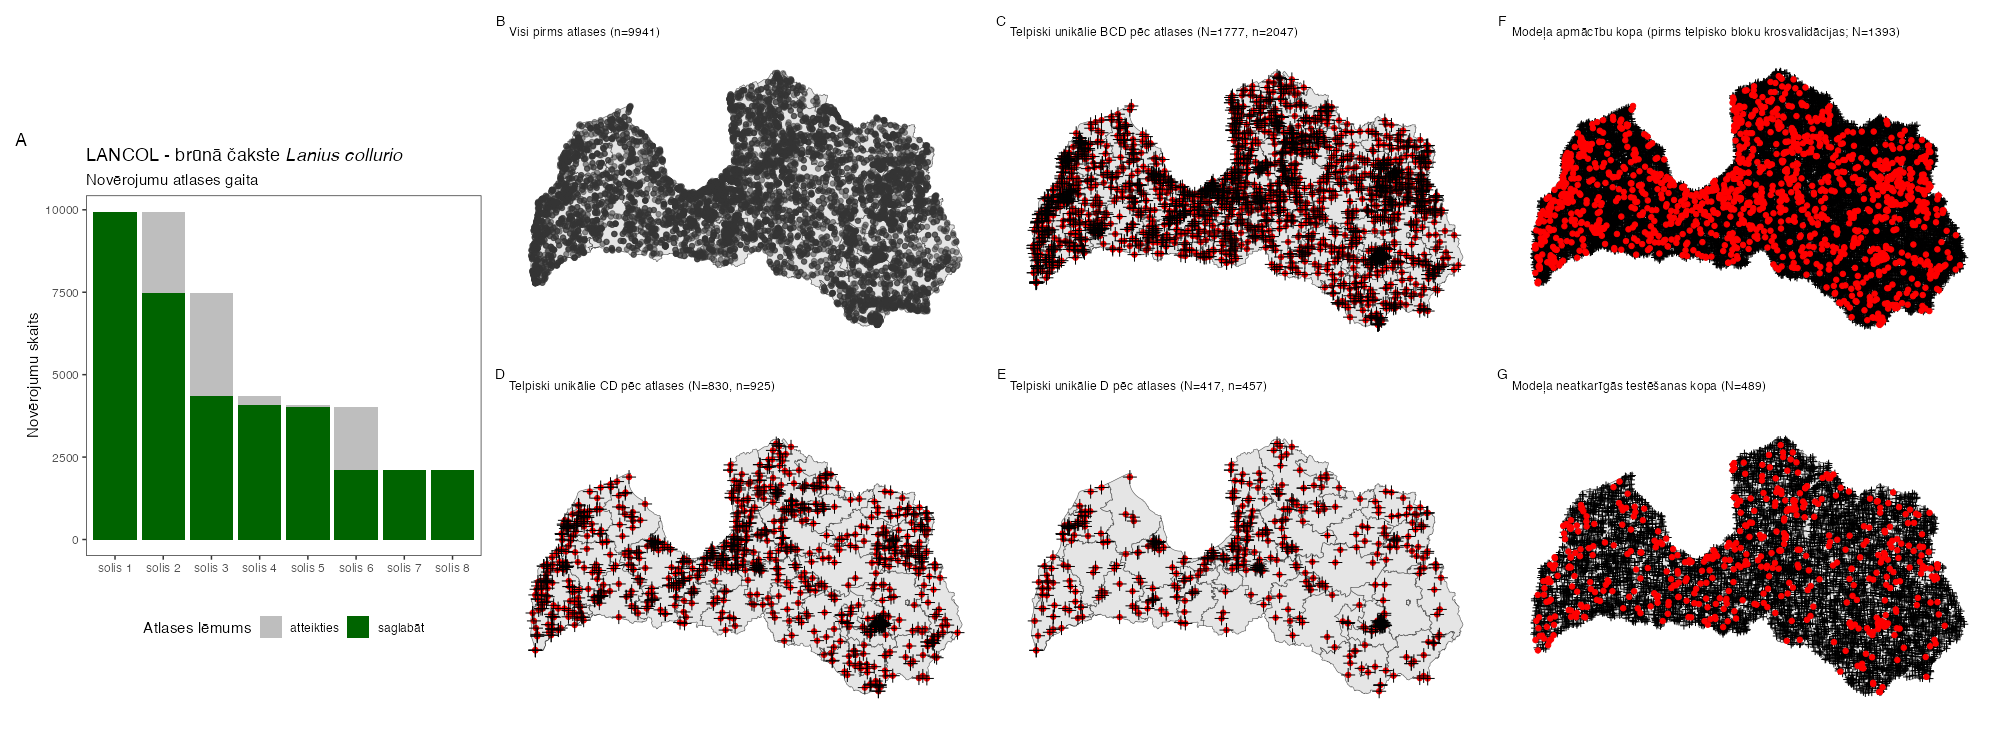 A
LANCOL - brūnā čakste Lanius collurio
Novērojumu atlases gaita
Novērojumu skaits
10000
7500
5000
2500
0
solis 1
solis 2
solis 3
solis 4
solis 5
solis 6
solis 7
solis 8
Atlases lēmums
atteikties
saglabāt
B
Visi pirms atlases (n=9941)
C
Telpiski unikālie BCD pēc atlases (N=1777, n=2047)
F
Modeļa apmācību kopa (pirms telpisko bloku krosvalidācijas; N=1393)
D
Telpiski unikālie CD pēc atlases (N=830, n=925)
E
Telpiski unikālie D pēc atlases (N=417, n=457)
G
Modeļa neatkarīgās testēšanas kopa (N=489)